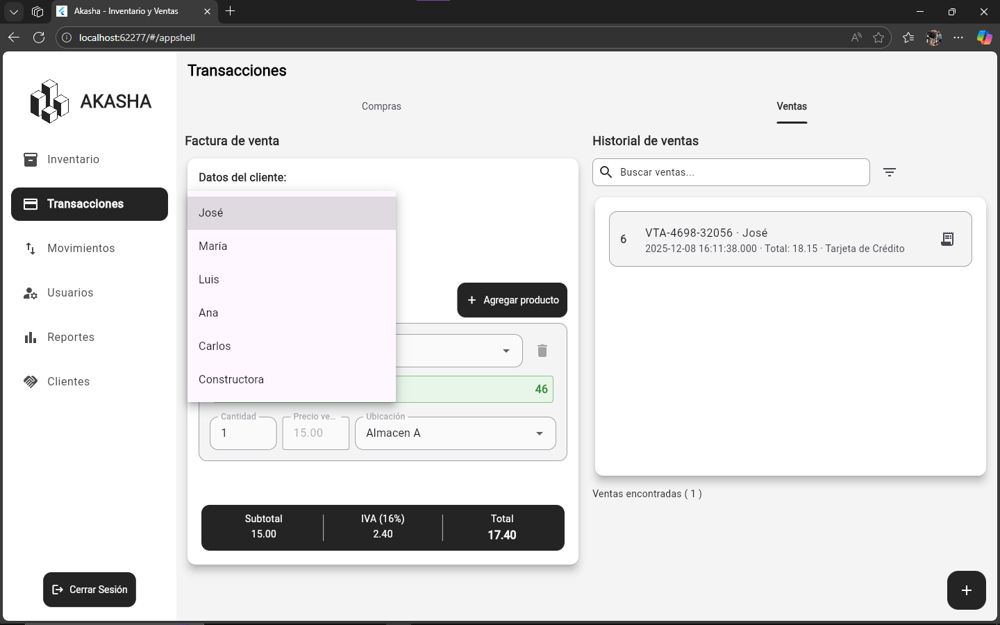 Akasha - Inventario y Ventas
localhost:62277/#/appshell
AKASHA
Inventario
Transacciones
Movimientos
Usuarios
Reportes
Clientes
Cerrar Sesión
Transacciones
Compras
Ventas
Factura de venta
Datos del cliente:
José
María
Luis
Ana
Carlos
Constructora
+ Agregar producto
46
Cantidad
1
Precio ve...
15.00
Ubicación
Almacen A
Subtotal
15.00
IVA (16%)
2.40
Total
17.40
Historial de ventas
Buscar ventas...
6
VTA-4698-32056 · José
2025-12-08 16:11:38.000 · Total: 18.15 · Tarjeta de Crédito
Ventas encontradas ( 1 )